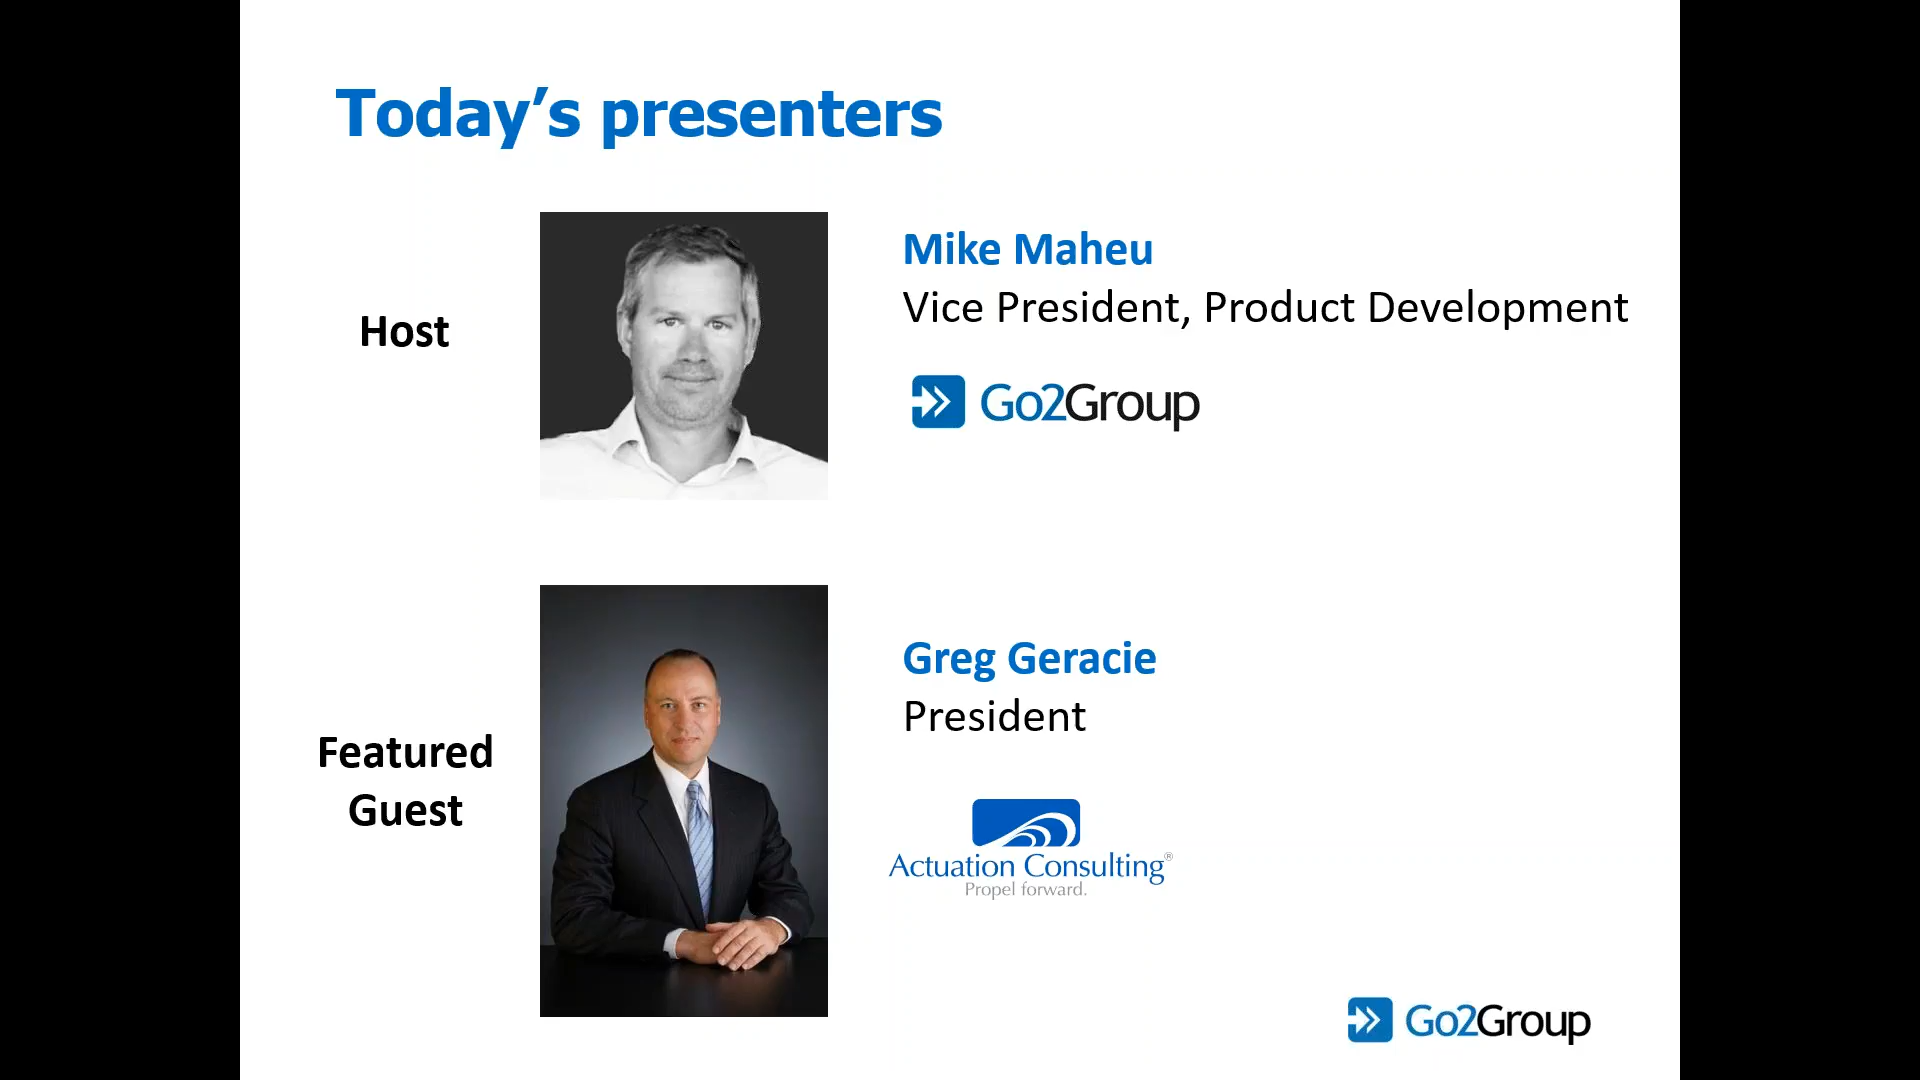 Today’s presenters
Host
Mike Maheu
Vice President, Product Development
Go2Group
Featured
Guest
Greg Geracie
President
Actuation Consulting®
Propel forward.
Go2Group